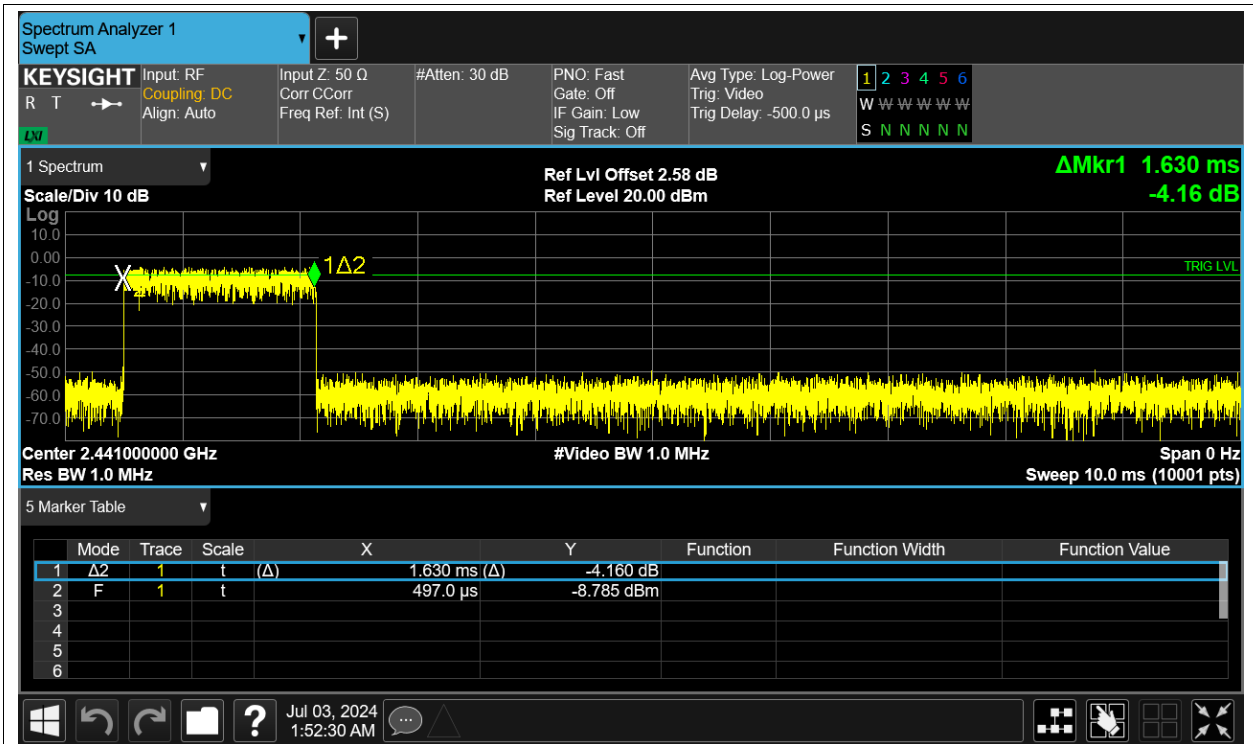 Spectrum Analyzer 1
Swept SA
KEYSIGHT
R T
LXI
Input: RF
Coupling: DC
Align: Auto
Input Z: 50 Ω
Corr CCorr
Freq Ref: Int (S)
#Atten: 30 dB
PNO: Fast
Gate: Off
IF Gain: Low
Sig Track: Off
Avg Type: Log-Power
Trig: Video
Trig Delay: -500.0 µs
1 2 3 4 5 6
W W W W W W
S N N N N N
1 Spectrum
Scale/Div 10 dB
Ref Lvl Offset 2.58 dB
Ref Level 20.00 dBm
ΔMkr1 1.630 ms
-4.16 dB
Log
10.0
0.00
-10.0
-20.0
-30.0
-40.0
-50.0
-60.0
-70.0
X
1Δ2
TRIG LVL
Center 2.441000000 GHz
#Video BW 1.0 MHz
Span 0 Hz
Res BW 1.0 MHz
Sweep 10.0 ms (10001 pts)
5 Marker Table
Mode Trace Scale X Y Function Function Width Function Value
1 Δ2 1 t (Δ) 1.630 ms (Δ) -4.160 dB
2 F 1 t 497.0 µs -8.785 dBm
3
4
5
6
?
Jul 03, 2024
1:52:30 AM